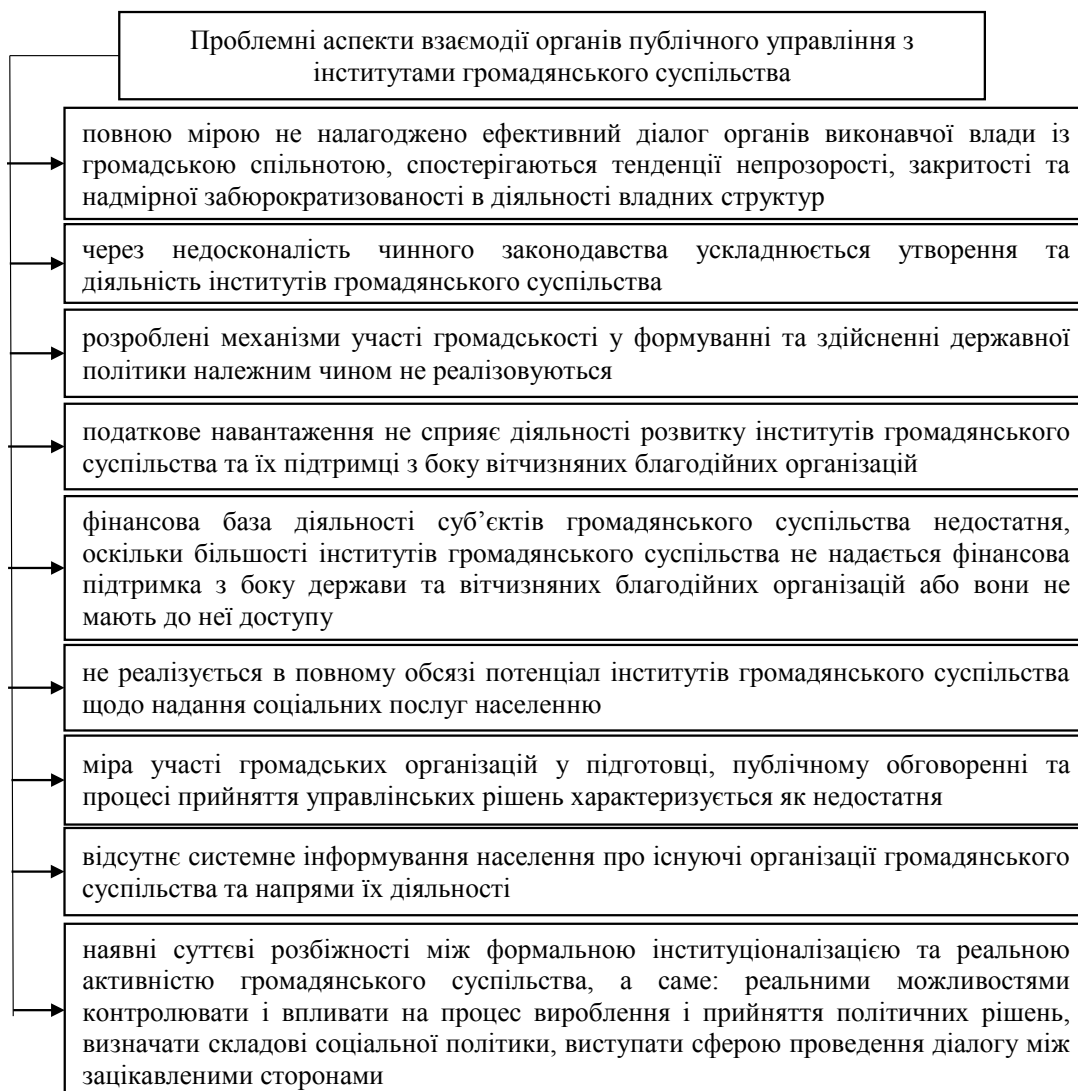 Проблемні аспекти взаємодії органів публічного управління з
інститутами громадянського суспільства
повною мірою не налагоджено ефективний діалог органів виконавчої влади із
громадською спільнотою, спостерігаються тенденції непрозорості, закритості та
надмірної забюрократизованості в діяльності владних структур
через недосконалість чинного законодавства ускладнюється утворення та
діяльність інститутів громадянського суспільства
розроблені механізми участі громадськості у формуванні та здійсненні державної
політики належним чином не реалізовуються
податкове навантаження не сприяє діяльності розвитку інститутів громадянського
суспільства та їх підтримці з боку вітчизняних благодійних організацій
фінансова база діяльності суб’єктів громадянського суспільства недостатня,
оскільки більшості інститутів громадянського суспільства не надається фінансова
підтримка з боку держави та вітчизняних благодійних організацій або вони не
мають до неї доступу
не реалізується в повному обсязі потенціал інститутів громадянського суспільства
щодо надання соціальних послуг населенню
міра участі громадських організацій у підготовці, публічному обговоренні та
процесі прийняття управлінських рішень характеризується як недостатня
відсутнє системне інформування населення про існуючі організації громадянського
суспільства та напрями їх діяльності
наявні суттєві розбіжності між формальною інституціоналізацією та реальною
активністю громадянського суспільства, а саме: реальними можливостями
контролювати і впливати на процес вироблення і прийняття політичних рішень,
визначати складові соціальної політики, виступати сферою проведення діалогу між
зацікавленими сторонами